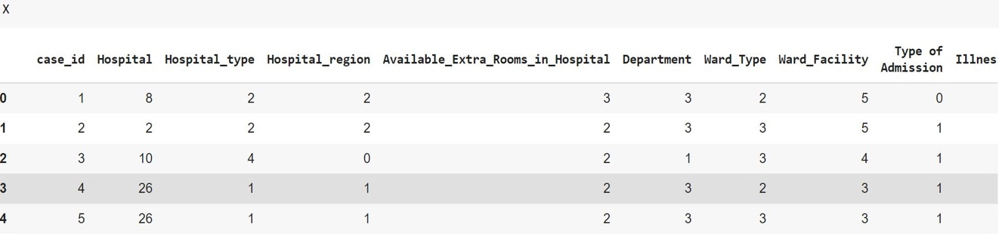 X
case_id Hospital Hospital_type Hospital_region Available_Extra_Rooms_in_Hospital Department Ward_Type Ward_Facility Type of Admission Illnes
0 1 8 2 2 3 3 2 5 0
1 2 2 2 2 2 3 3 5 1
2 3 10 4 0 2 1 3 4 1
3 4 26 1 1 2 3 2 3 1
4 5 26 1 1 2 3 3 3 1